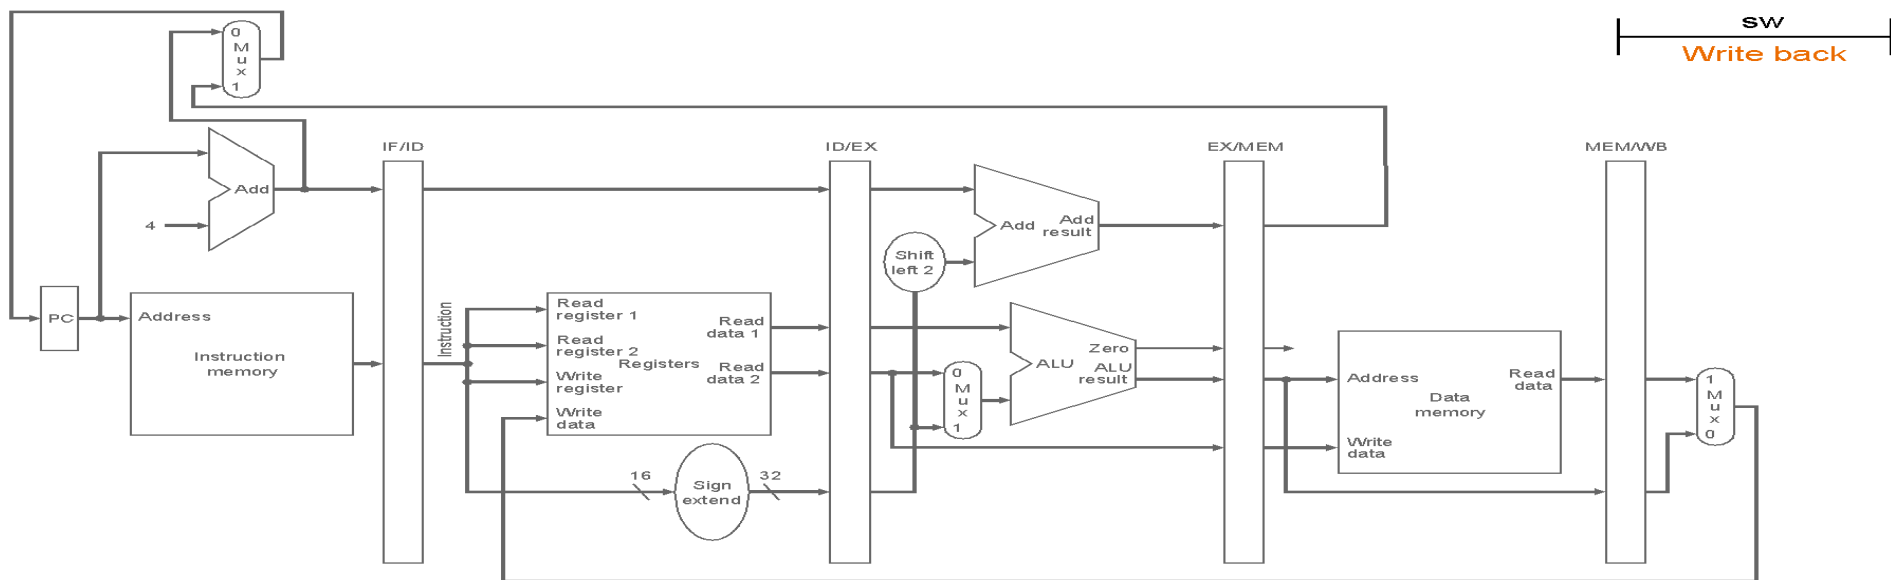 sw
Write back
0
M
u
x
1
IF/ID
ID/EX
EX/MEM
MEM/WB
Add
4
Add
Add
result
Shift
left 2
PC
Address
Instruction
memory
Instruction
Read
register 1
Read
register 2
Registers
Write
register
Write
data
Read
data 1
Read
data 2
0
M
u
x
1
Zero
ALU
ALU
result
Address
Read
data
Data
memory
Write
data
1
M
u
x
0
16
Sign
extend
32